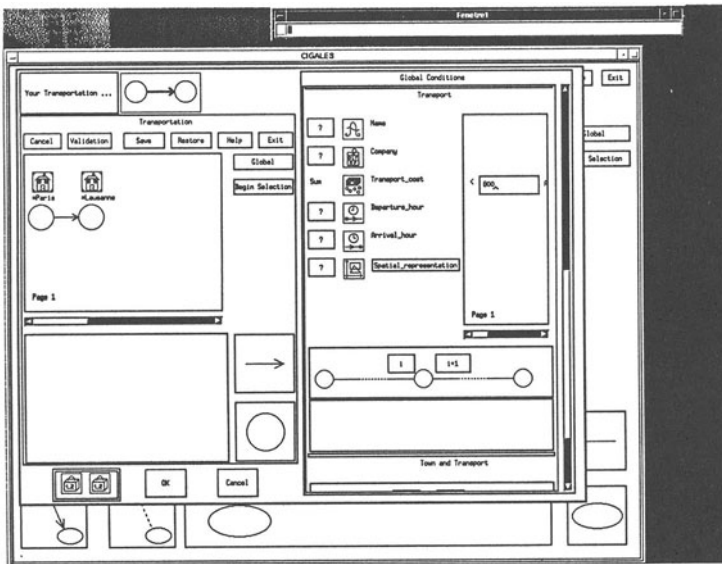 Fenetre1
CIGALES
Your Transportation ...
Exit
Global
Selection
Transportation
Cancel
Validation
Save
Restore
Help
Exit
Global
Begin Selection
*Paris
*Lausanne
Page 1
OK
Cancel
Global Conditions
Transport
?
Name
?
Company
Sum
Transport_cost
<
800
?
Departure_hour
?
Arrival_hour
?
Spatial_representation
Page 1
i
i+1
Town and Transport